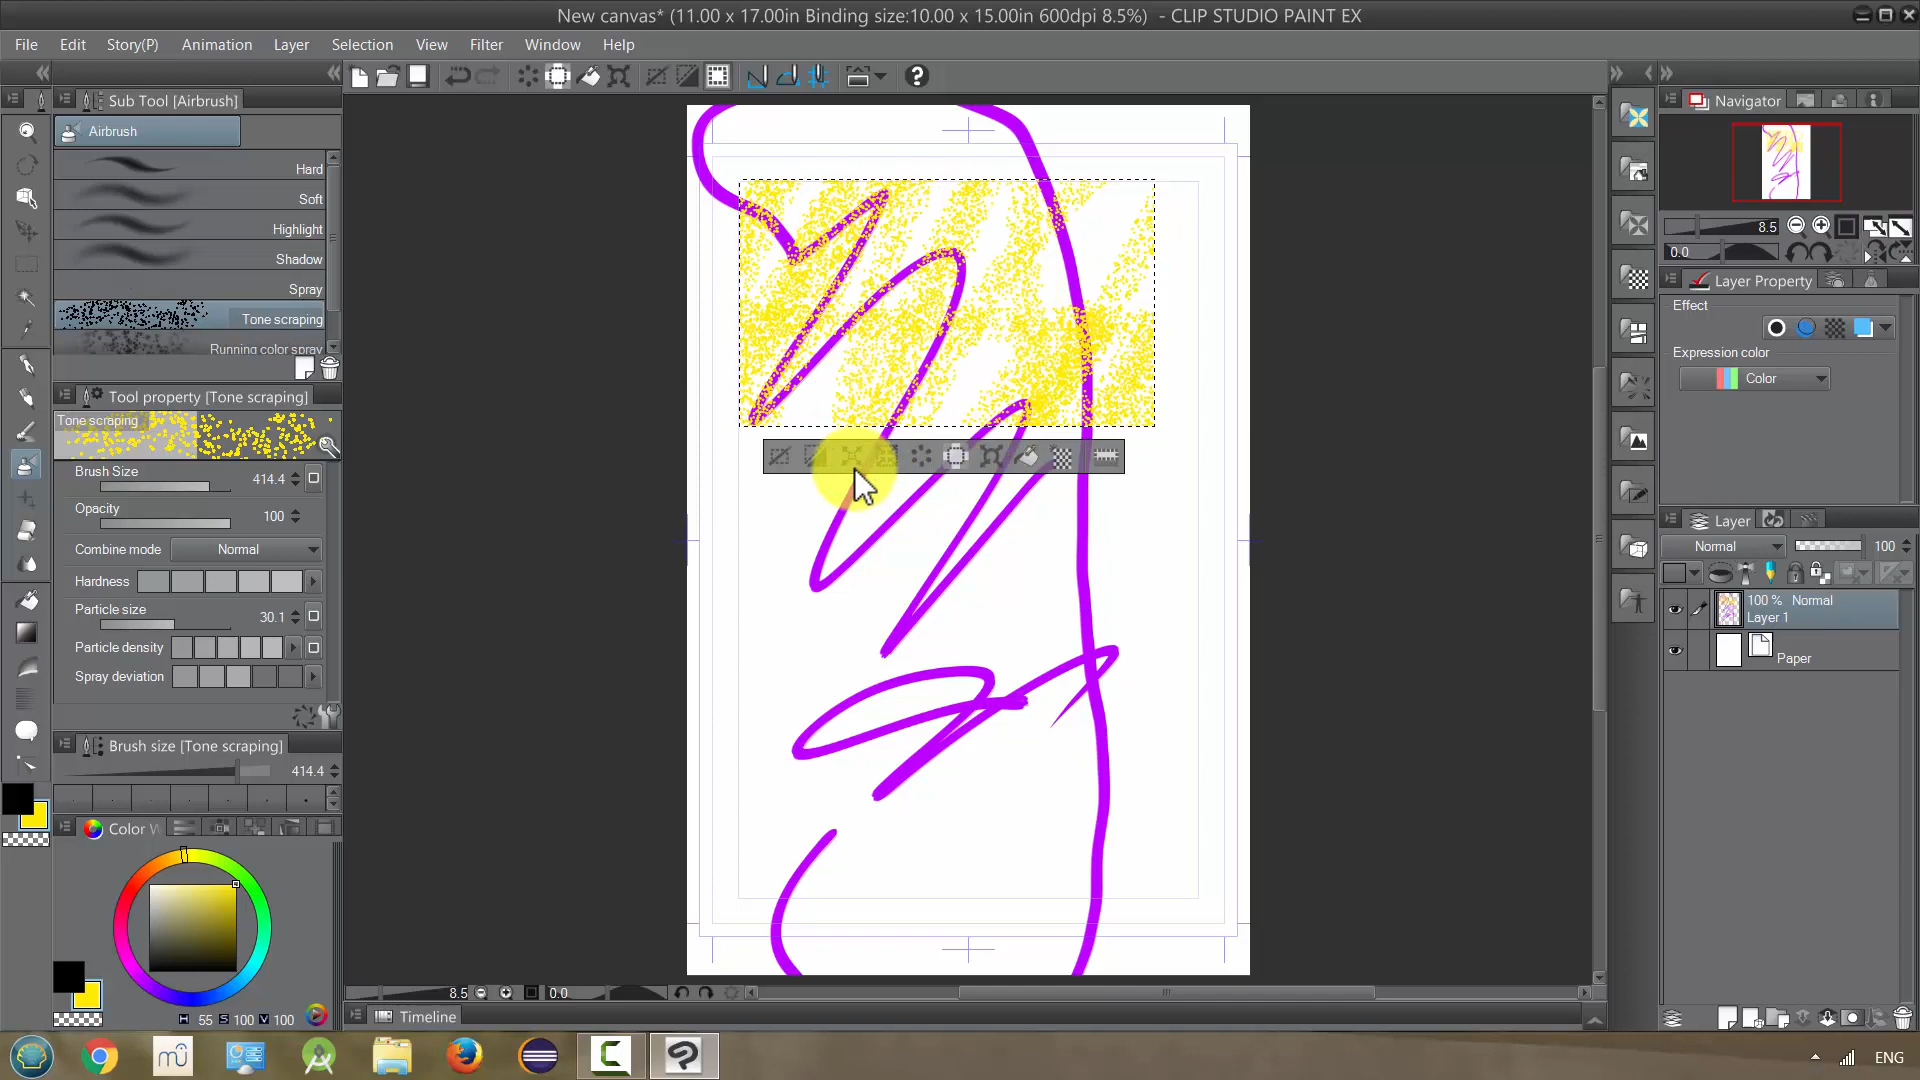 New canvas* (11.00 x 17.00in Binding size:10.00 x 15.00in 600dpi 8.5%) - CLIP STUDIO PAINT EX
File Edit Story(P) Animation Layer Selection View Filter Window Help
Sub Tool [Airbrush]
Airbrush
Hard
Soft
Highlight
Shadow
Spray
Tone scraping
Running color spray
Tool property [Tone scraping]
Tone scraping
Brush Size 414.4
Opacity 100
Combine mode Normal
Hardness
Particle size 30.1
Particle density
Spray deviation
Brush size [Tone scraping]
414.4
Color W
H 55 S 100 V 100
8.5 0.0
Timeline
Navigator
8.5
0.0
Layer Property
Effect
Expression color
Color
Layer
Normal 100
100 % Normal
Layer 1
Paper
ENG